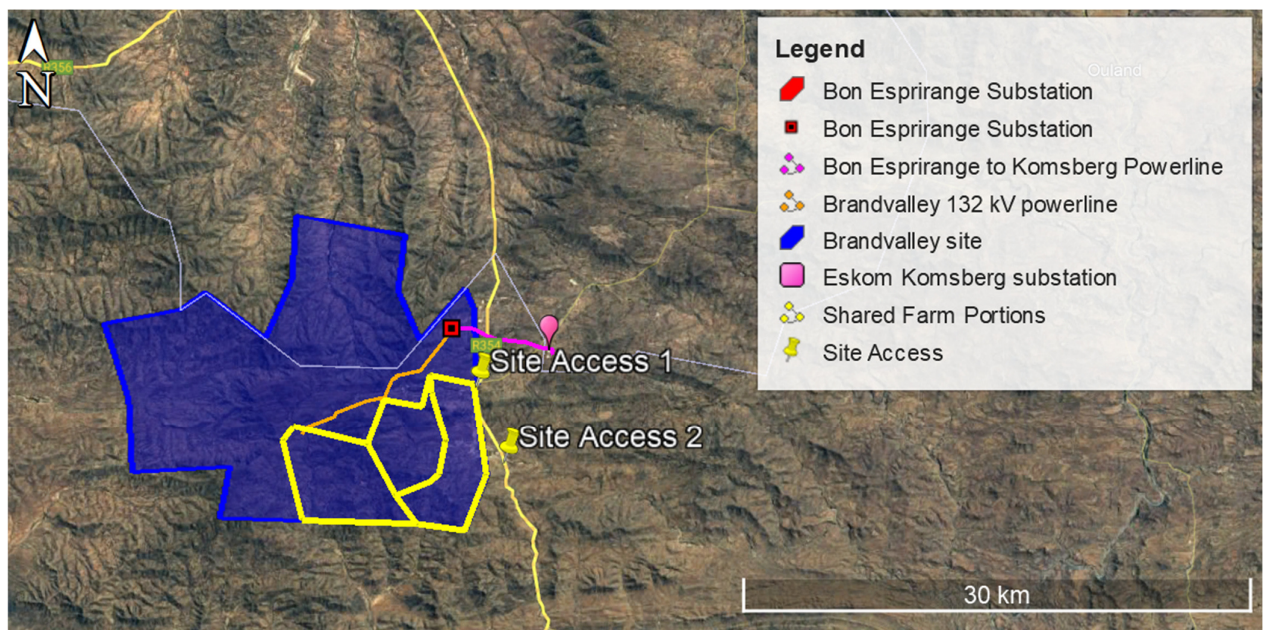 N
R356
Ouland
Legend
Bon Esprirange Substation
Bon Esprirange Substation
Bon Esprirange to Komsberg Powerline
Brandvalley 132 kV powerline
Brandvalley site
Eskom Komsberg substation
Shared Farm Portions
Site Access
R354
Site Access 1
Site Access 2
30 km